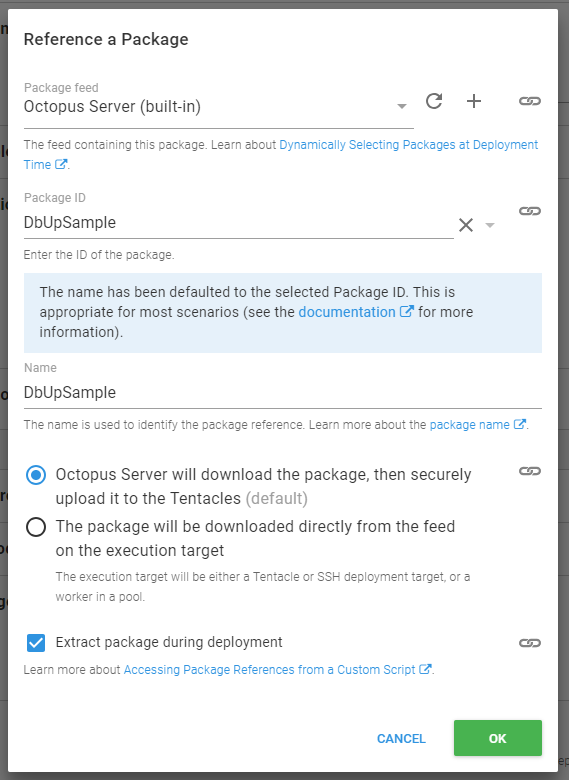 Reference a Package
Package feed
Octopus Server (built-in)
The feed containing this package. Learn about Dynamically Selecting Packages at Deployment
Time.
Package ID
DbUpSample
Enter the ID of the package.
The name has been defaulted to the selected Package ID. This is
appropriate for most scenarios (see the documentation for more
information).
Name
DbUpSample
The name is used to identify the package reference. Learn more about the package name.
Octopus Server will download the package, then securely
upload it to the Tentacles (default)
The package will be downloaded directly from the feed
on the execution target
The execution target will be either a Tentacle or SSH deployment target, or a
worker in a pool.
Extract package during deployment
Learn more about Accessing Package References from a Custom Script.
CANCEL
OK